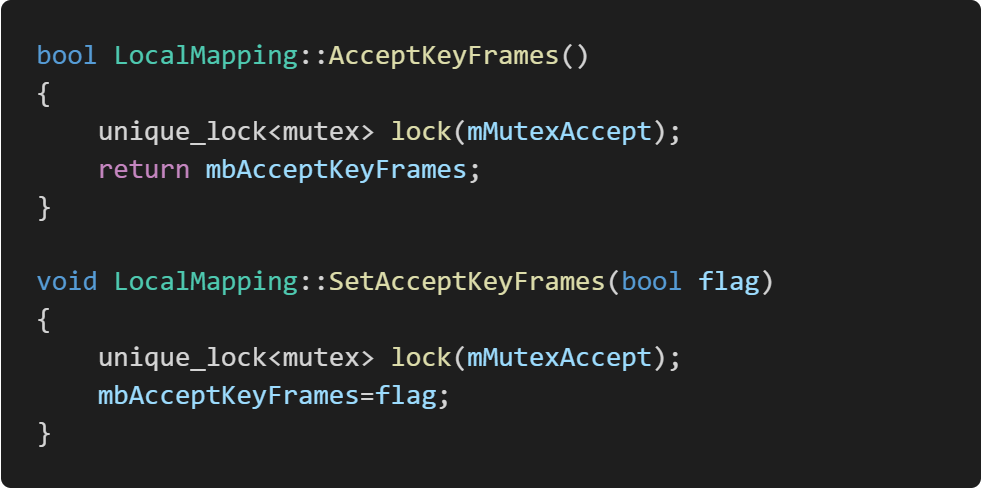 bool LocalMapping::AcceptKeyFrames()
{
    unique_lock<mutex> lock(mMutexAccept);
    return mbAcceptKeyFrames;
}

void LocalMapping::SetAcceptKeyFrames(bool flag)
{
    unique_lock<mutex> lock(mMutexAccept);
    mbAcceptKeyFrames=flag;
}